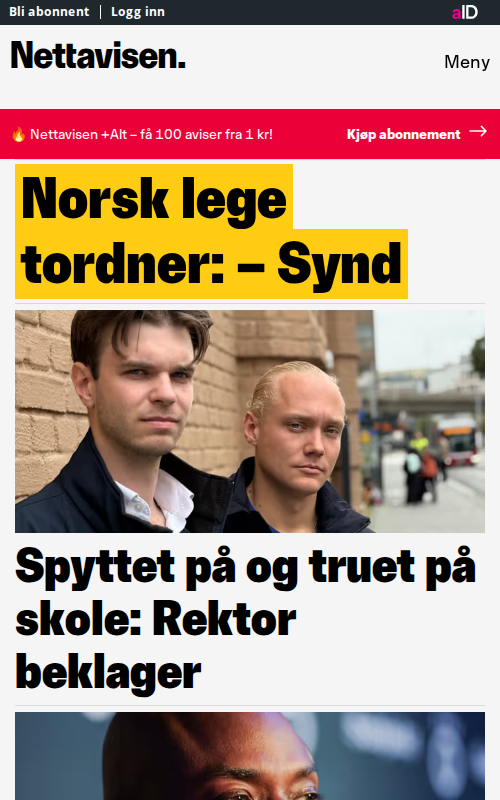 Bli abonnent | Logg inn
aID
Nettavisen.
Meny
🔥 Nettavisen +Alt – få 100 aviser fra 1 kr!
Kjøp abonnement →
Norsk lege
tordner: – Synd
Spyttet på og truet på
skole: Rektor
beklager